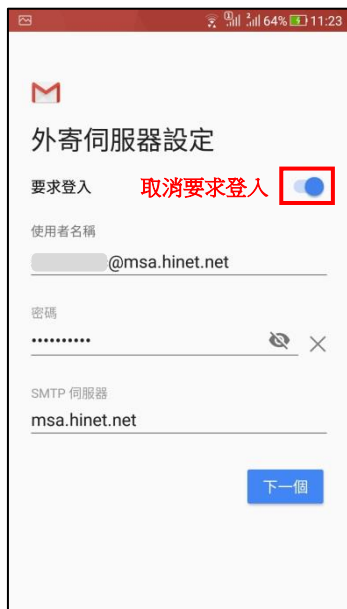 64% 11:23
外寄伺服器設定
要求登入 取消要求登入
使用者名稱
@msa.hinet.net
密碼
••••••••••
SMTP 伺服器
msa.hinet.net
下一個